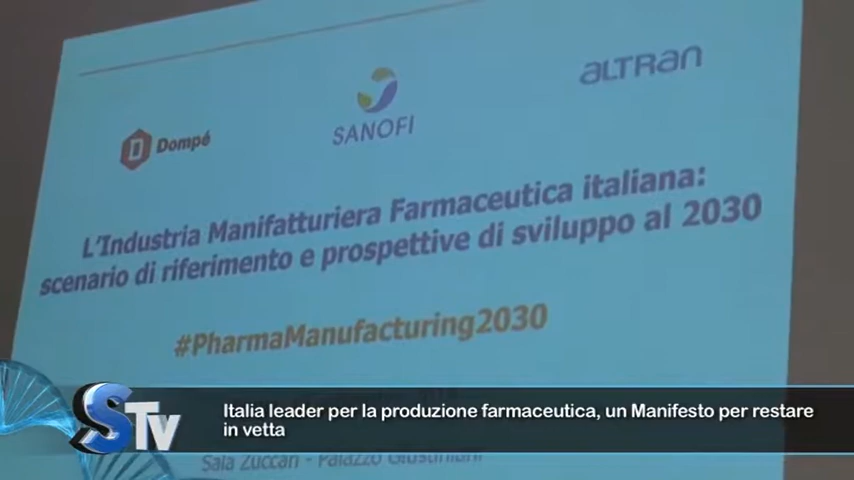 Dompé
SANOFI
ALTRAN
L'Industria Manifatturiera Farmaceutica italiana:
scenario di riferimento e prospettive di sviluppo al 2030
#PharmaManufacturing2030
STv
Italia leader per la produzione farmaceutica, un Manifesto per restare
in vetta
Sala Zuccari - Palazzo Giustiniani